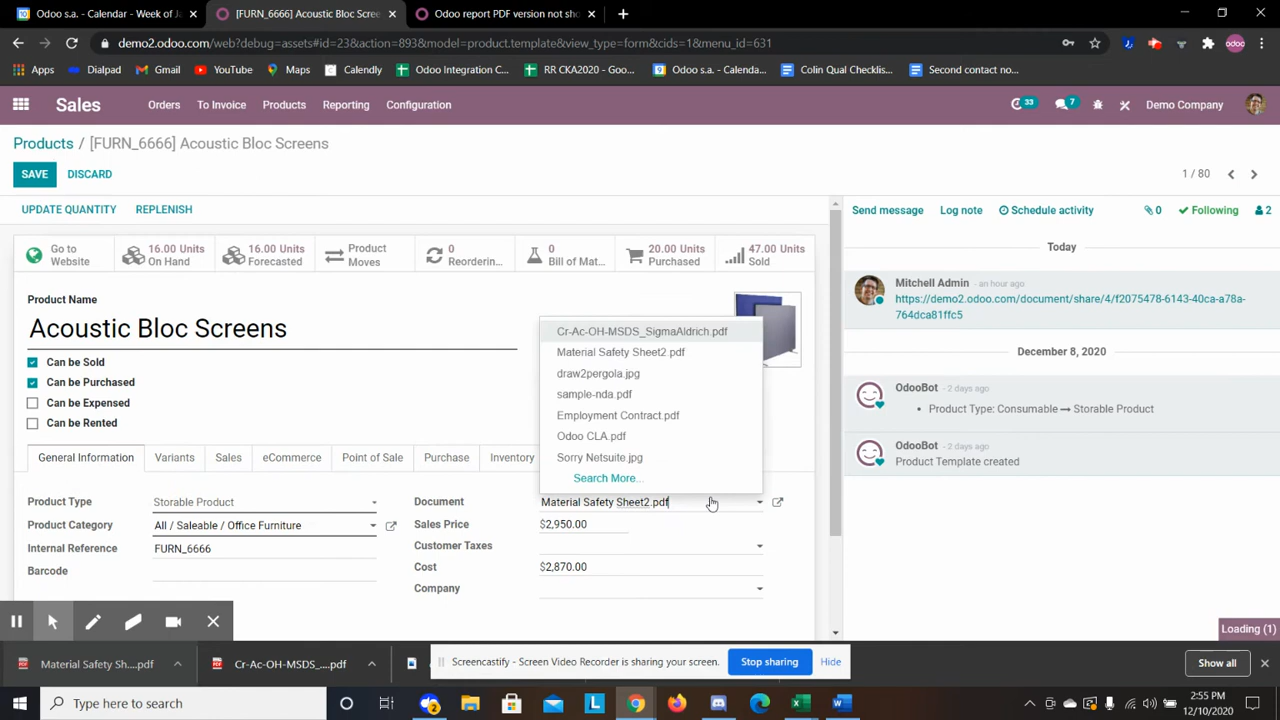 Odoo s.a. - Calendar - Week of Ja
[FURN_6666] Acoustic Bloc Scree
Odoo report PDF version not sho
demo2.odoo.com/web?debug=assets#id=23&action=893&model=product.template&view_type=form&cids=1&menu_id=631
Apps Dialpad Gmail YouTube Maps Calendly Odoo Integration C... RR CKA2020 - Goo... Odoo s.a. - Calenda... Colin Qual Checklis... Second contact no...
Sales Orders To Invoice Products Reporting Configuration 33 7 Demo Company
Products / [FURN_6666] Acoustic Bloc Screens
SAVE DISCARD 1 / 80
UPDATE QUANTITY REPLENISH
Send message Log note Schedule activity 0 Following 2
Go to Website
16.00 Units On Hand
16.00 Units Forecasted
Product Moves
0 Reordering...
0 Bill of Mat...
20.00 Units Purchased
47.00 Units Sold
Today
Mitchell Admin - an hour ago
https://demo2.odoo.com/document/share/4/f2075478-6143-40ca-a78a-
764dca81ffc5
December 8, 2020
OdooBot - 2 days ago
• Product Type: Consumable → Storable Product
OdooBot - 2 days ago
Product Template created
Product Name
Acoustic Bloc Screens
Can be Sold
Can be Purchased
Can be Expensed
Can be Rented
Cr-Ac-OH-MSDS_SigmaAldrich.pdf
Material Safety Sheet2.pdf
draw2pergola.jpg
sample-nda.pdf
Employment Contract.pdf
Odoo CLA.pdf
Sorry Netsuite.jpg
Search More...
General Information Variants Sales eCommerce Point of Sale Purchase Inventory
Product Type Storable Product
Product Category All / Saleable / Office Furniture
Internal Reference FURN_6666
Barcode
Document Material Safety Sheet2.pdf
Sales Price $2,950.00
Customer Taxes
Cost $2,870.00
Company
Loading (1)
Material Safety Sh....pdf
Cr-Ac-OH-MSDS_....pdf
Screencastify - Screen Video Recorder is sharing your screen. Stop sharing Hide
Show all
Type here to search
2:55 PM
12/10/2020